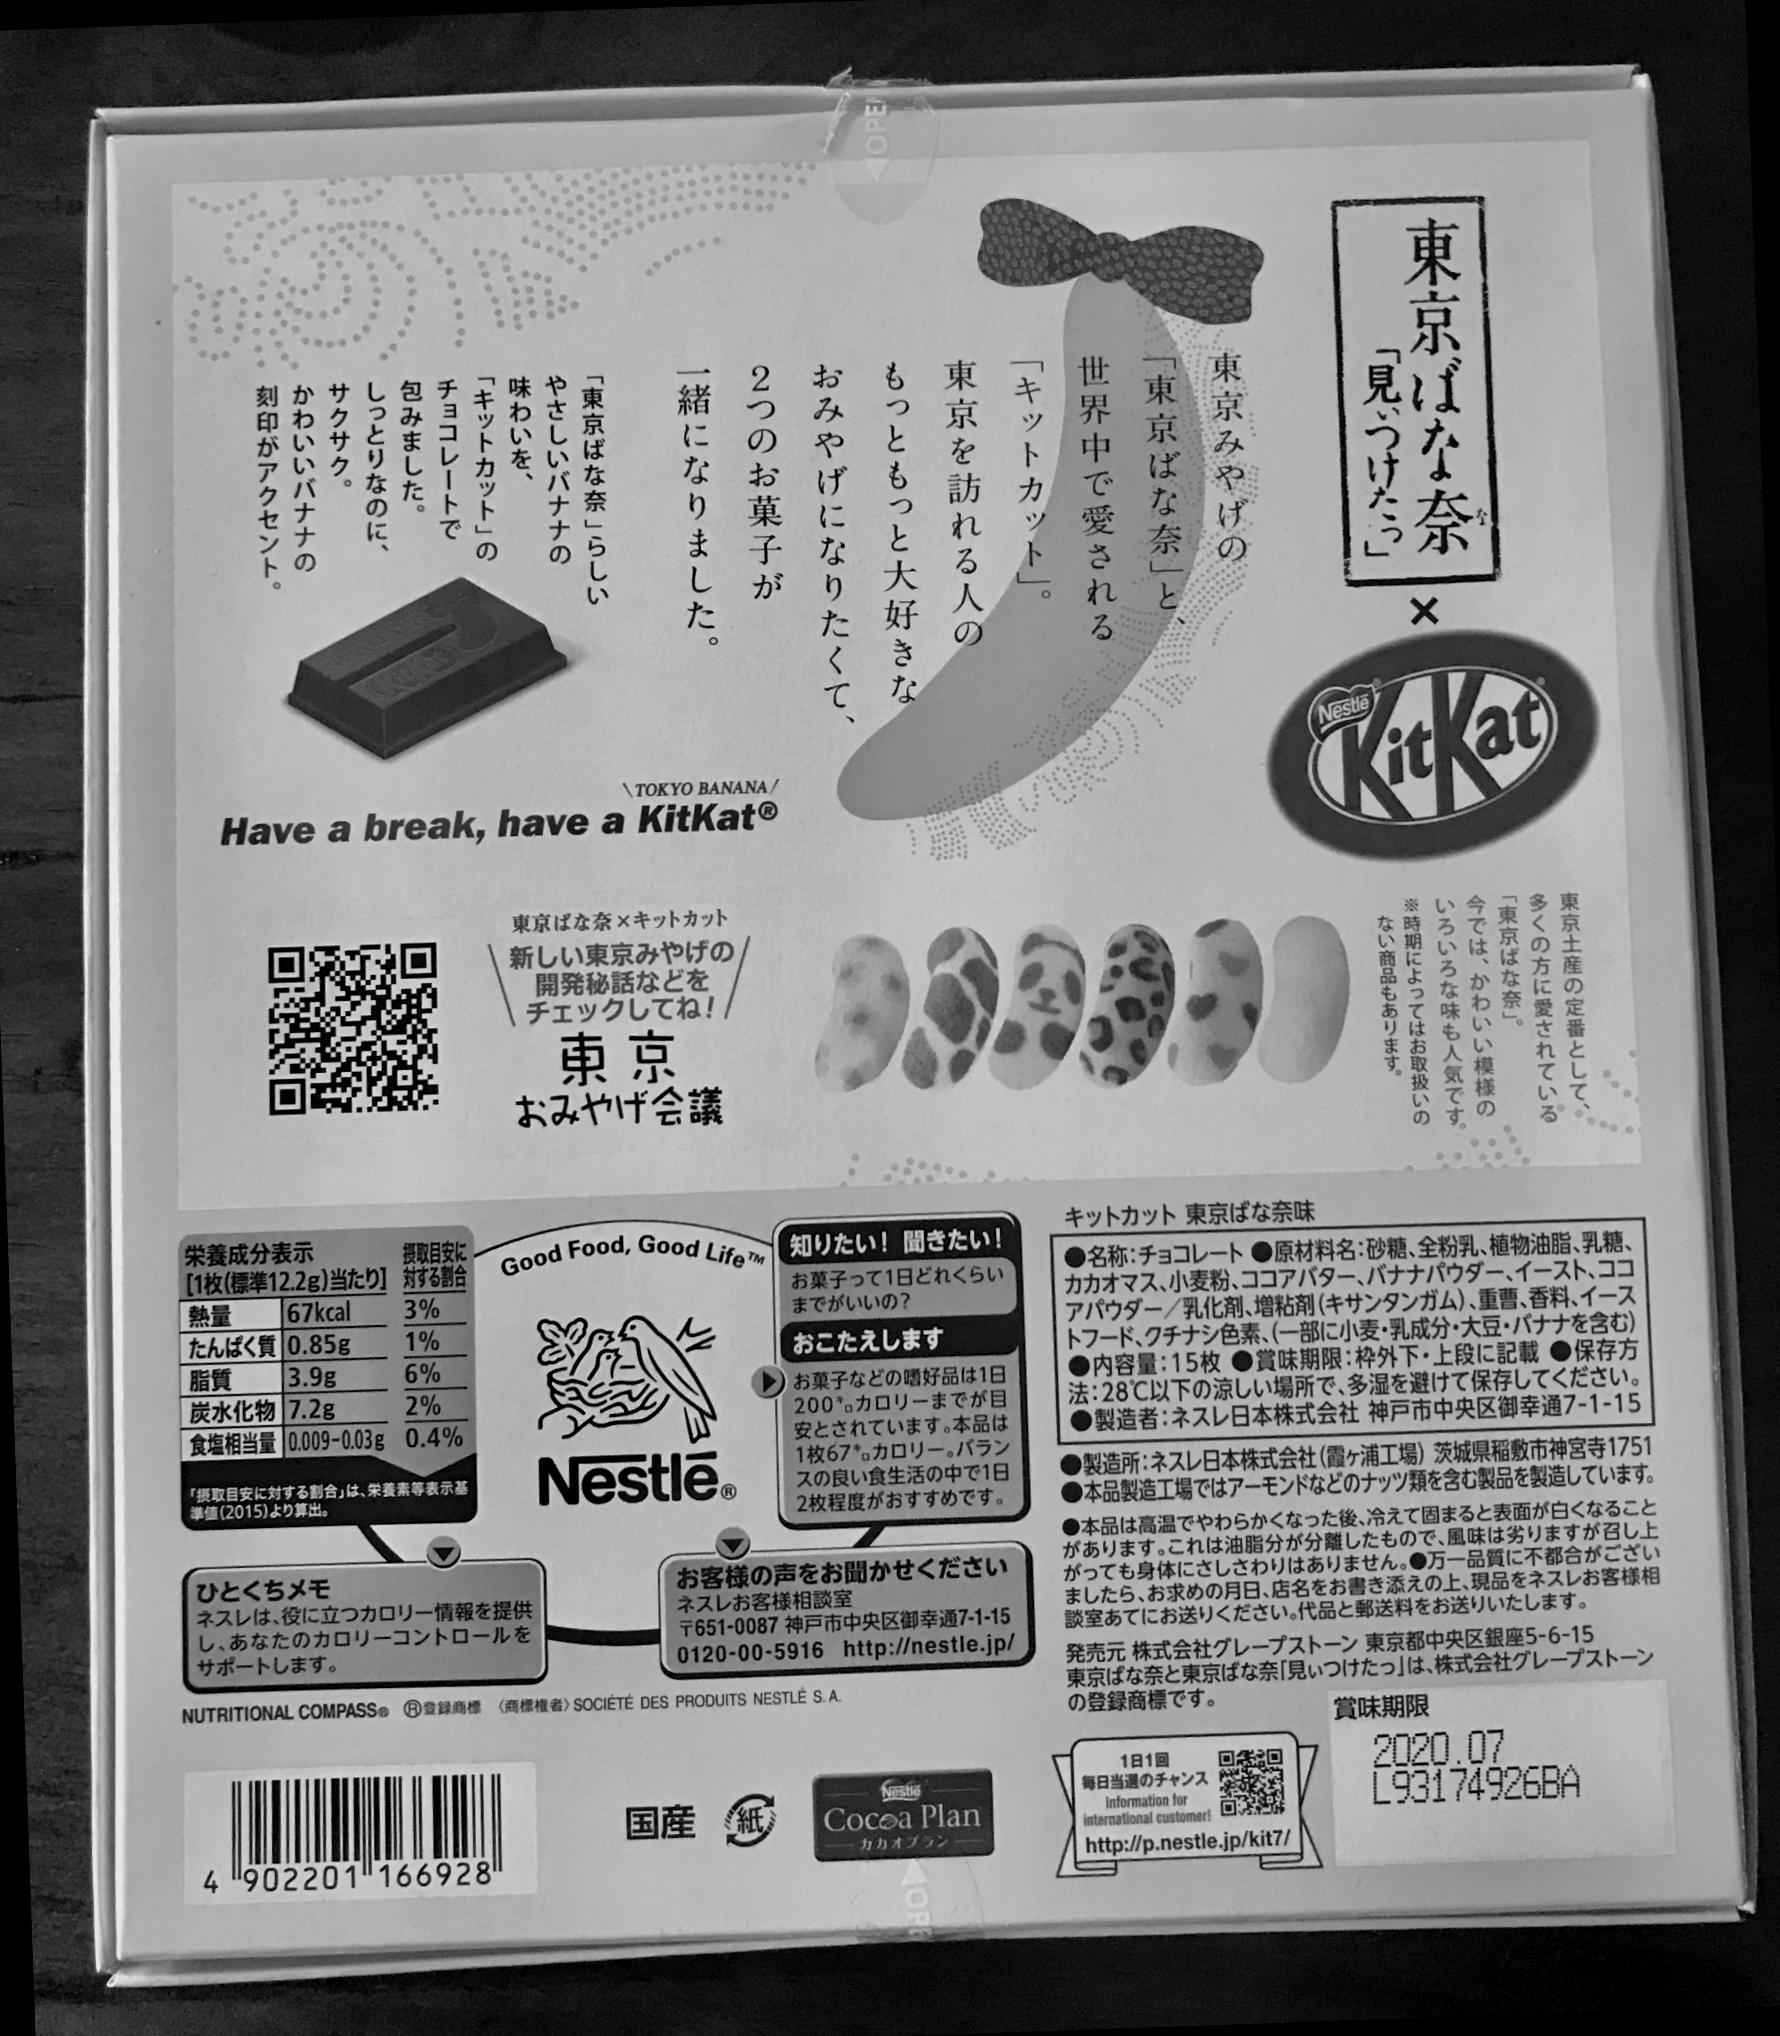 OPEN
東京ばな奈
な
「見ぃつけたっ」
×
Nestlé
KitKat
東京みやげの
「東京ばな奈」と、
世界中で愛される
「キットカット」。
東京を訪れる人の
もっともっと大好きな
おみやげになりたくて、
2つのお菓子が
一緒になりました。
「東京ばな奈」らしい
やさしいバナナの
味わいを、
「キットカット」の
チョコレートで
包みました。
しっとりなのに、
サクサク。
かわいいバナナの
刻印がアクセント。
\TOKYO BANANA/
Have a break, have a KitKat®
東京土産の定番として、
多くの方に愛されている
「東京ばな奈」。
今では、かわいい模様の
いろいろな味も人気です。
※時期によってはお取扱いの
ない商品もあります。
東京ばな奈×キットカット
新しい東京みやげの
開発秘話などを
チェックしてね!
東京
おみやげ会議
栄養成分表示
[1枚(標準12.2g)当たり]
摂取目安に
対する割合
熱量 67kcal 3%
たんぱく質 0.85g 1%
脂質 3.9g 6%
炭水化物 7.2g 2%
食塩相当量 0.009-0.03g 0.4%
「摂取目安に対する割合」は、栄養素等表示基
準値(2015)より算出。
Good Food, Good Life™
Nestlé®
知りたい! 聞きたい!
お菓子って1日どれくらい
までがいいの?
おこたえします
お菓子などの嗜好品は1日
200㌔カロリーまでが目
安とされています。本品は
1枚67㌔カロリー。バラン
スの良い食生活の中で1日
2枚程度がおすすめです。
ひとくちメモ
ネスレは、役に立つカロリー情報を提供
し、あなたのカロリーコントロールを
サポートします。
お客様の声をお聞かせください
ネスレお客様相談室
〒651-0087 神戸市中央区御幸通7-1-15
0120-00-5916 http://nestle.jp/
NUTRITIONAL COMPASS® ®登録商標 〈商標権者〉SOCIÉTÉ DES PRODUITS NESTLÉ S.A.
キットカット 東京ばな奈味
●名称:チョコレート ●原材料名:砂糖、全粉乳、植物油脂、乳糖、
カカオマス、小麦粉、ココアバター、バナナパウダー、イースト、ココ
アパウダー/乳化剤、増粘剤(キサンタンガム)、重曹、香料、イース
トフード、クチナシ色素、(一部に小麦・乳成分・大豆・バナナを含む)
●内容量:15枚 ●賞味期限:枠外下・上段に記載 ●保存方
法:28℃以下の涼しい場所で、多湿を避けて保存してください。
●製造者:ネスレ日本株式会社 神戸市中央区御幸通7-1-15
●製造所:ネスレ日本株式会社(霞ヶ浦工場) 茨城県稲敷市神宮寺1751
●本品製造工場ではアーモンドなどのナッツ類を含む製品を製造しています。
●本品は高温でやわらかくなった後、冷えて固まると表面が白くなること
があります。これは油脂分が分離したもので、風味は劣りますが召し上
がっても身体にさしさわりはありません。●万一品質に不都合がござい
ましたら、お求めの月日、店名をお書き添えの上、現品をネスレお客様相
談室あてにお送りください。代品と郵送料をお送りいたします。
発売元 株式会社グレープストーン 東京都中央区銀座5-6-15
東京ばな奈と東京ばな奈「見ぃつけたっ」は、株式会社グレープストーン
の登録商標です。
賞味期限
2020.07
L93174926BA
1日1回
毎日当選のチャンス
Information for
international customer!
http://p.nestle.jp/kit7/
4 902201 166928
国産
紙
Nestlé
Cocoa Plan
カカオプラン